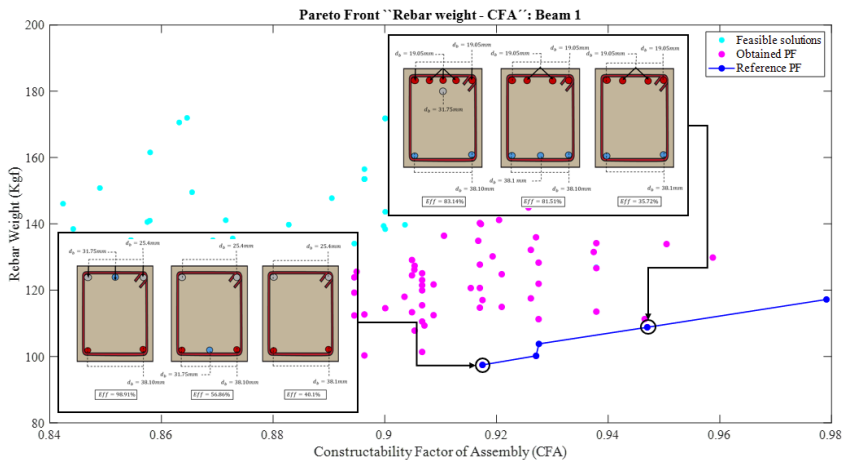 Pareto Front ``Rebar weight - CFA´´: Beam 1
Rebar Weight (Kgf)
200
180
160
140
120
100
80
0.84
0.86
0.88
0.9
0.92
0.94
0.96
0.98
Constructability Factor of Assembly (CFA)
Feasible solutions
Obtained PF
Reference PF
d_b = 19.05mm
d_b = 19.05mm
d_b = 31.75mm
d_b = 38.10mm
Eff = 83.14%
d_b = 19.05mm
d_b = 19.05mm
d_b = 38.1 mm
d_b = 38.10mm
Eff = 81.51%
d_b = 19.05mm
d_b = 19.05mm
d_b = 38.1mm
Eff = 35.72%
d_b = 31.75mm
d_b = 25.4mm
d_b = 38.10mm
Eff = 98.91%
d_b = 25.4mm
d_b = 31.75mm
d_b = 38.10mm
Eff = 56.86%
d_b = 25.4mm
d_b = 38.1mm
Eff = 40.1%